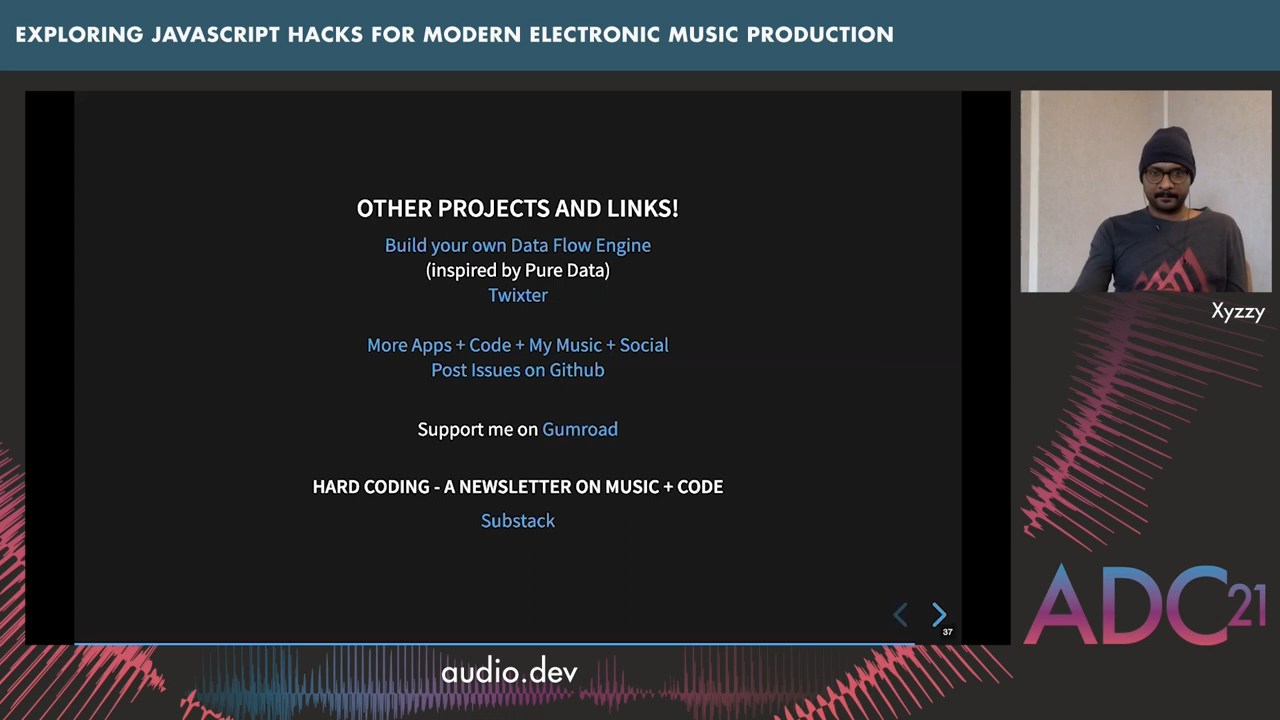 EXPLORING JAVASCRIPT HACKS FOR MODERN ELECTRONIC MUSIC PRODUCTION
OTHER PROJECTS AND LINKS!
Build your own Data Flow Engine
(inspired by Pure Data)
Twixter
More Apps + Code + My Music + Social
Post Issues on Github
Support me on Gumroad
HARD CODING - A NEWSLETTER ON MUSIC + CODE
Substack
37
Xyzzy
ADC21
audio.dev